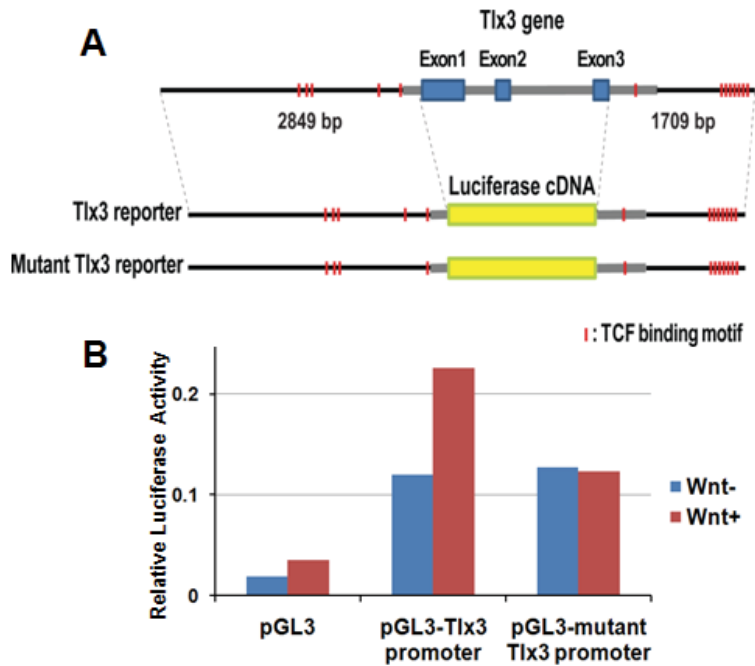 A
Tlx3 gene
Exon1 Exon2 Exon3
2849 bp 1709 bp
Luciferase cDNA
Tlx3 reporter
Mutant Tlx3 reporter
: TCF binding motif
B
Relative Luciferase Activity
0.2
0.1
0
Wnt-
Wnt+
pGL3
pGL3-Tlx3
promoter
pGL3-mutant
Tlx3 promoter